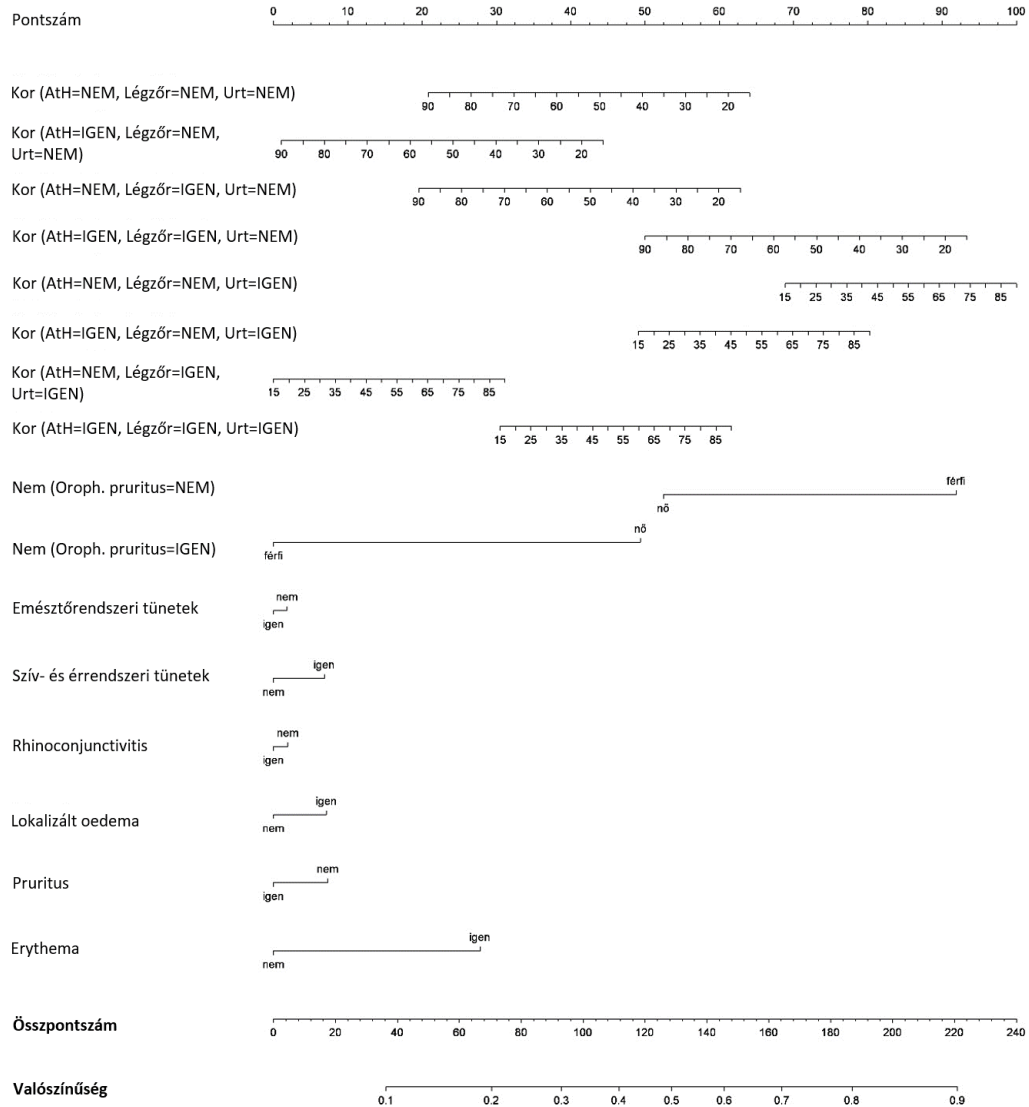 Pontszám
0 10 20 30 40 50 60 70 80 90 100
Kor (AtH=NEM, Légzőr=NEM, Urt=NEM)
90 80 70 60 50 40 30 20
Kor (AtH=IGEN, Légzőr=NEM,
Urt=NEM)
90 80 70 60 50 40 30 20
Kor (AtH=NEM, Légzőr=IGEN, Urt=NEM)
90 80 70 60 50 40 30 20
Kor (AtH=IGEN, Légzőr=IGEN, Urt=NEM)
90 80 70 60 50 40 30 20
Kor (AtH=NEM, Légzőr=NEM, Urt=IGEN)
15 25 35 45 55 65 75 85
Kor (AtH=IGEN, Légzőr=NEM, Urt=IGEN)
15 25 35 45 55 65 75 85
Kor (AtH=NEM, Légzőr=IGEN,
Urt=IGEN)
15 25 35 45 55 65 75 85
Kor (AtH=IGEN, Légzőr=IGEN, Urt=IGEN)
15 25 35 45 55 65 75 85
Nem (Oroph. pruritus=NEM)
férfi
nő
Nem (Oroph. pruritus=IGEN)
nő
férfi
Emésztőrendszeri tünetek
nem
igen
Szív- és érrendszeri tünetek
igen
nem
Rhinoconjunctivitis
nem
igen
Lokalizált oedema
igen
nem
Pruritus
nem
igen
Erythema
igen
nem
Összpontszám
0 20 40 60 80 100 120 140 160 180 200 220 240
Valószínűség
0.1 0.2 0.3 0.4 0.5 0.6 0.7 0.8 0.9